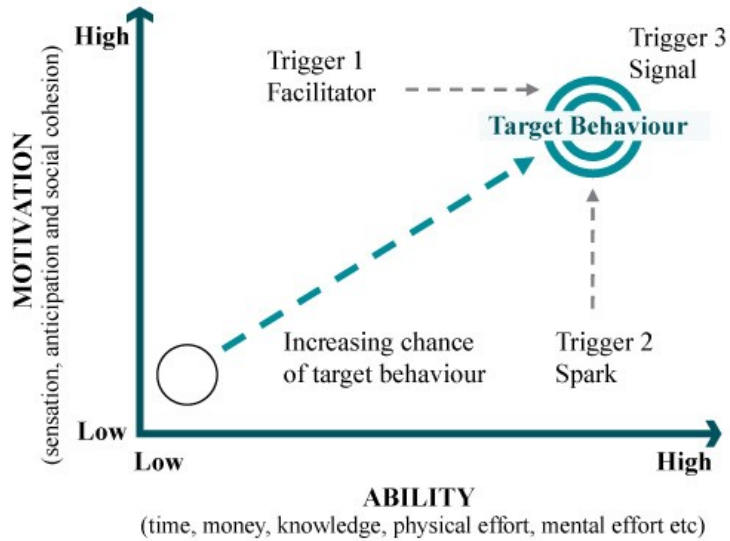 High
Trigger 1
Facilitator
Trigger 3
Signal
Target Behaviour
MOTIVATION
(sensation, anticipation and social cohesion)
Increasing chance
of target behaviour
Trigger 2
Spark
Low
Low
High
ABILITY
(time, money, knowledge, physical effort, mental effort etc)